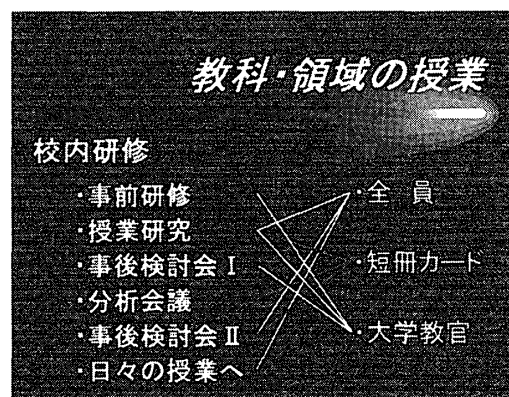 教科・領域の授業
校内研修
・事前研修
・授業研究
・事後検討会Ⅰ
・分析会議
・事後検討会Ⅱ
・日々の授業へ
・全 員
・短冊カード
・大学教官